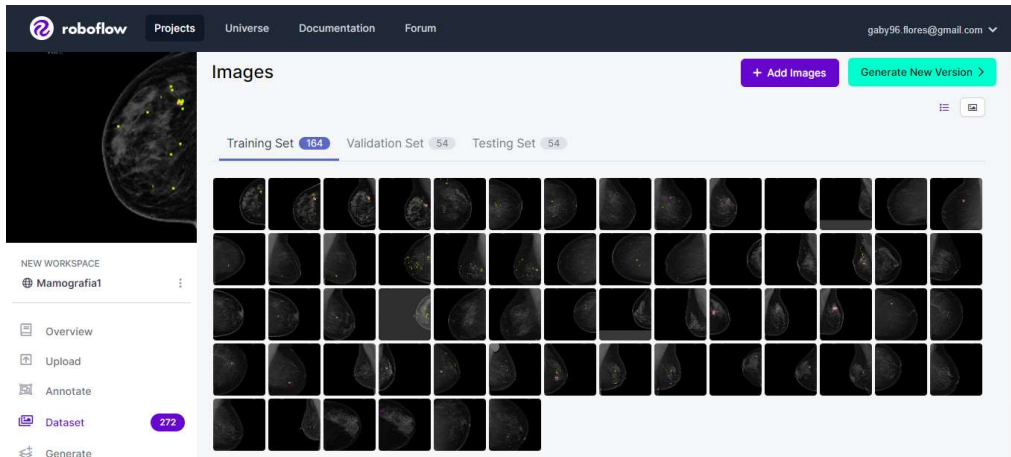 roboflow Projects Universe Documentation Forum gaby96.flores@gmail.com
Images + Add Images Generate New Version >
Training Set 164 Validation Set 54 Testing Set 54
NEW WORKSPACE
Mamografia1
Overview
Upload
Annotate
Dataset 272
Generate